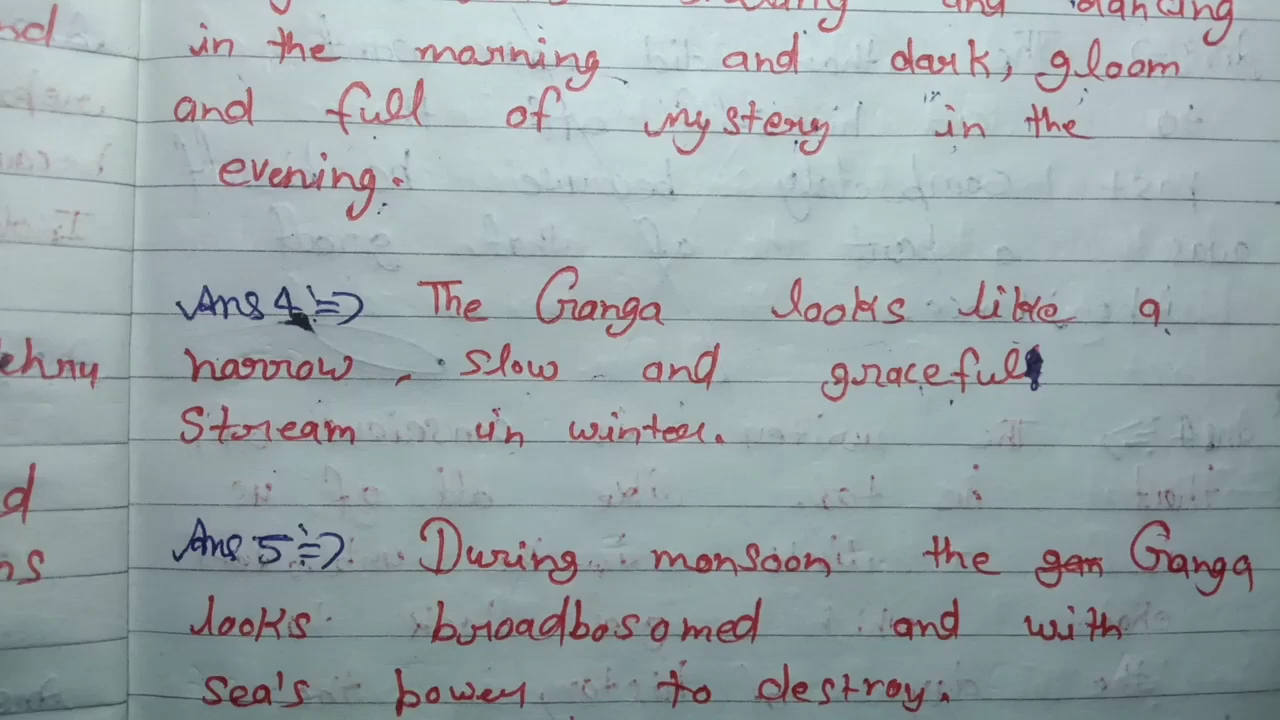 and dancing
in the morning and dark, gloom
and full of mystery in the
evening.
Ans 4 => The Ganga looks like a
narrow, slow and graceful
Stream in winter.
Ans 5 => During monsoon the gan Ganga
looks broadbosomed and with
sea's power to destroy.